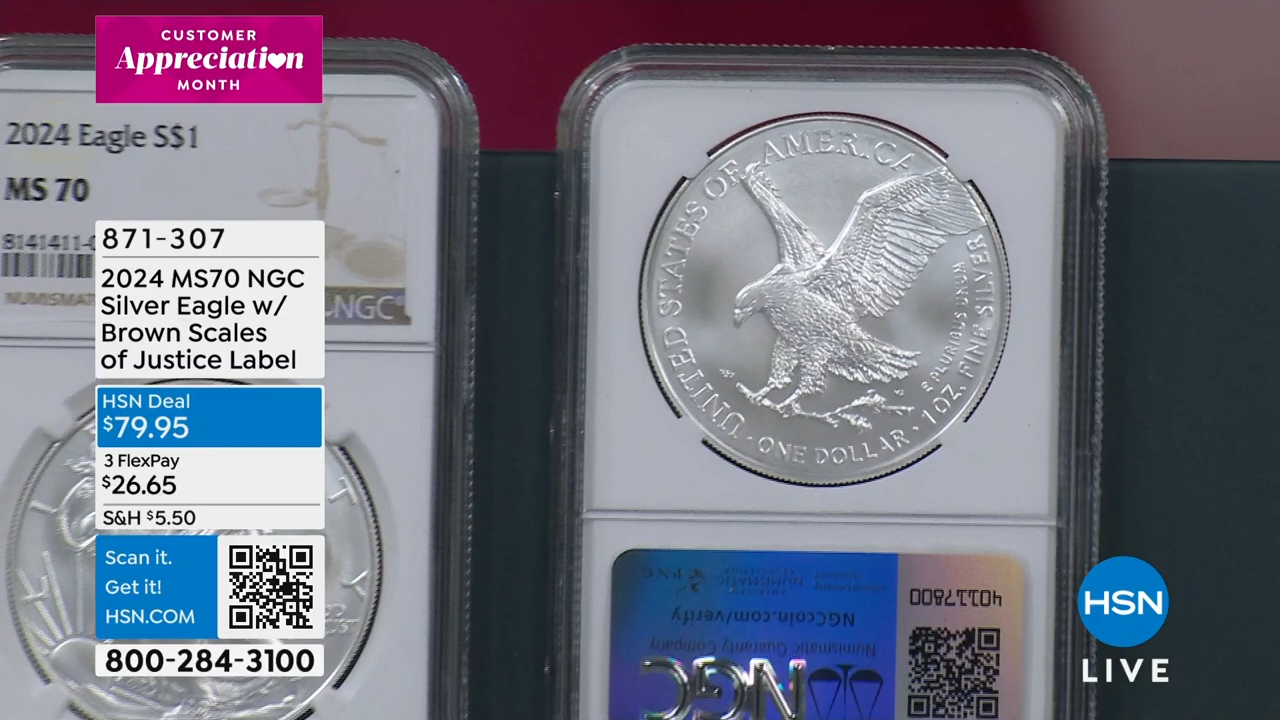 CUSTOMER
Appreciation
MONTH
2024 Eagle S$1
MS 70
8141411-
NGC
871-307
2024 MS70 NGC
Silver Eagle w/
Brown Scales
of Justice Label
HSN Deal
$79.95
3 FlexPay
$26.65
S&H $5.50
Scan it.
Get it!
HSN.COM
800-284-3100
UNITED STATES OF AMERICA
E PLURIBUS UNUM
1 OZ. FINE SILVER
· ONE DOLLAR ·
40117800
NGCcoin.com/verify
Numismatic Guaranty Company
NGC
HSN
LIVE